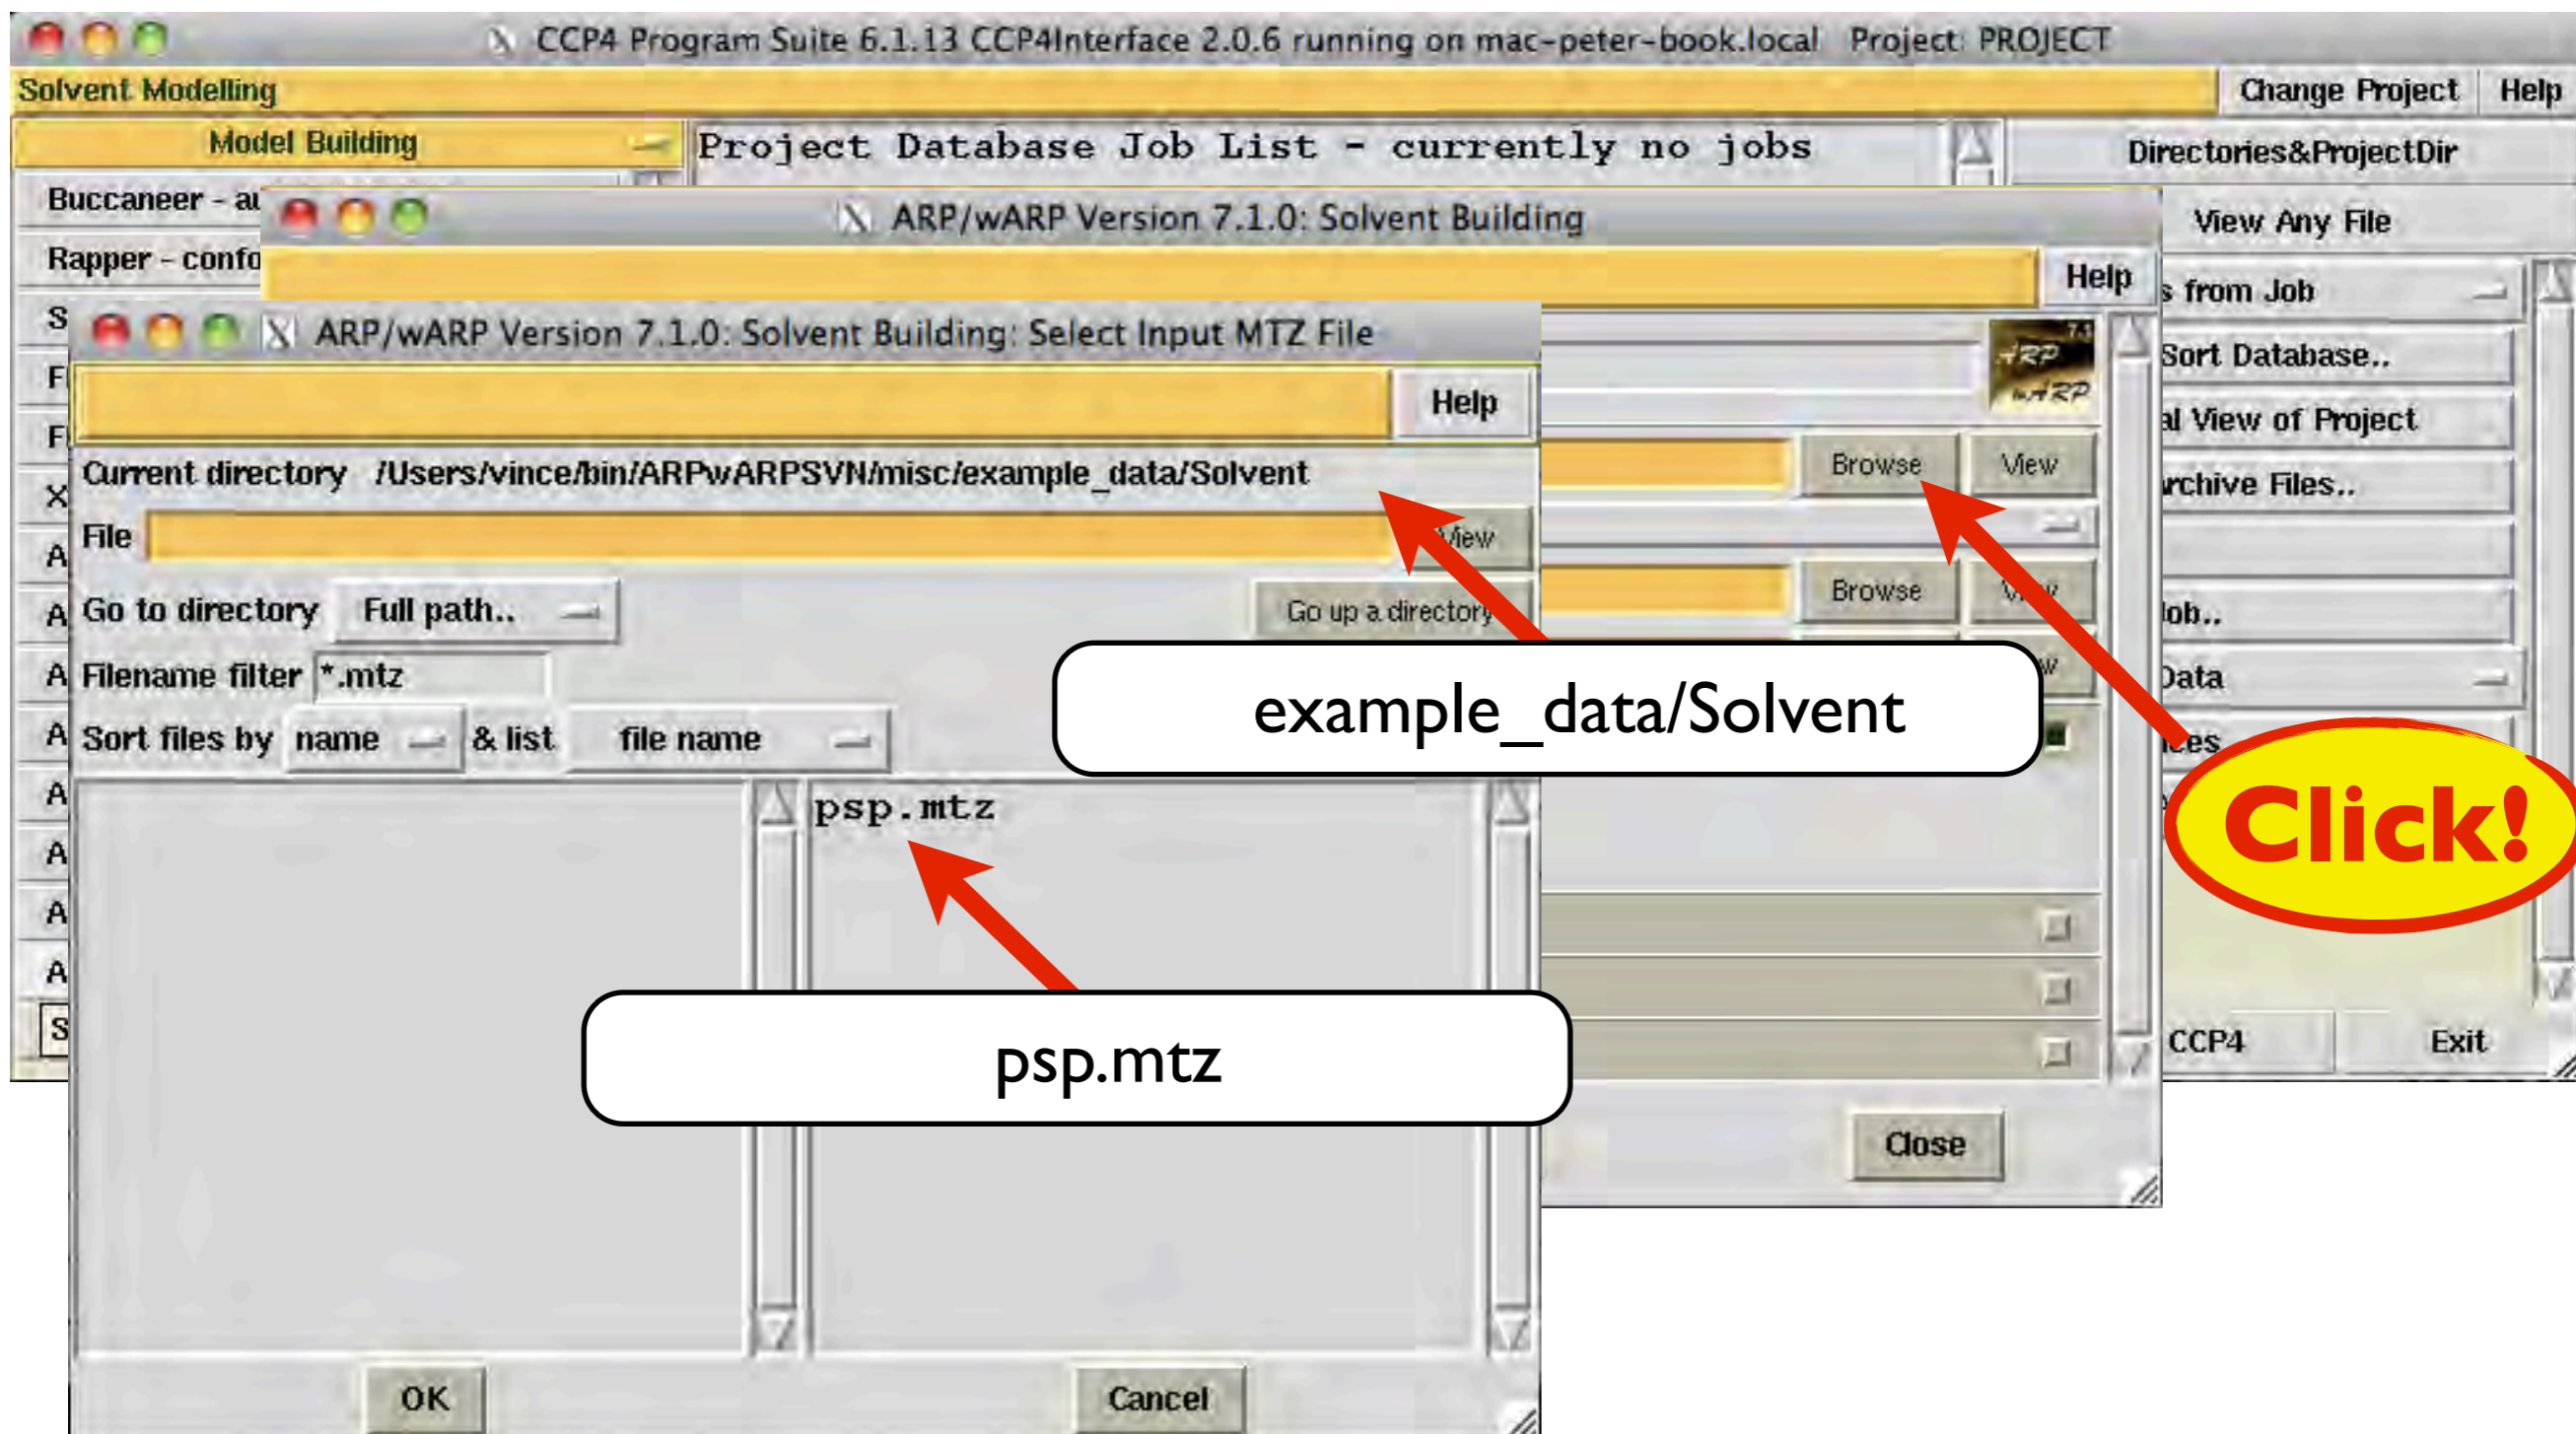 CCP4 Program Suite 6.1.13 CCP4Interface 2.0.6 running on mac-peter-book.local Project: PROJECT
Solvent Modelling
Change Project
Help
Model Building
Project Database Job List - currently no jobs
Directories&ProjectDir
Buccaneer - au
ARP/wARP Version 7.1.0: Solvent Building
View Any File
Rapper - confo
Help
s from Job
ARP/wARP Version 7.1.0: Solvent Building: Select Input MTZ File
ARP
wARP
Sort Database..
Help
al View of Project
Current directory /Users/vince/bin/ARPwARPSVN/misc/example_data/Solvent
Browse
View
rchive Files..
File
View
Go to directory Full path..
Go up a directory
Browse
View
Job..
Filename filter *.mtz
example_data/Solvent
Data
Sort files by name & list file name
psp.mtz
Click!
psp.mtz
CCP4
Exit
Close
OK
Cancel